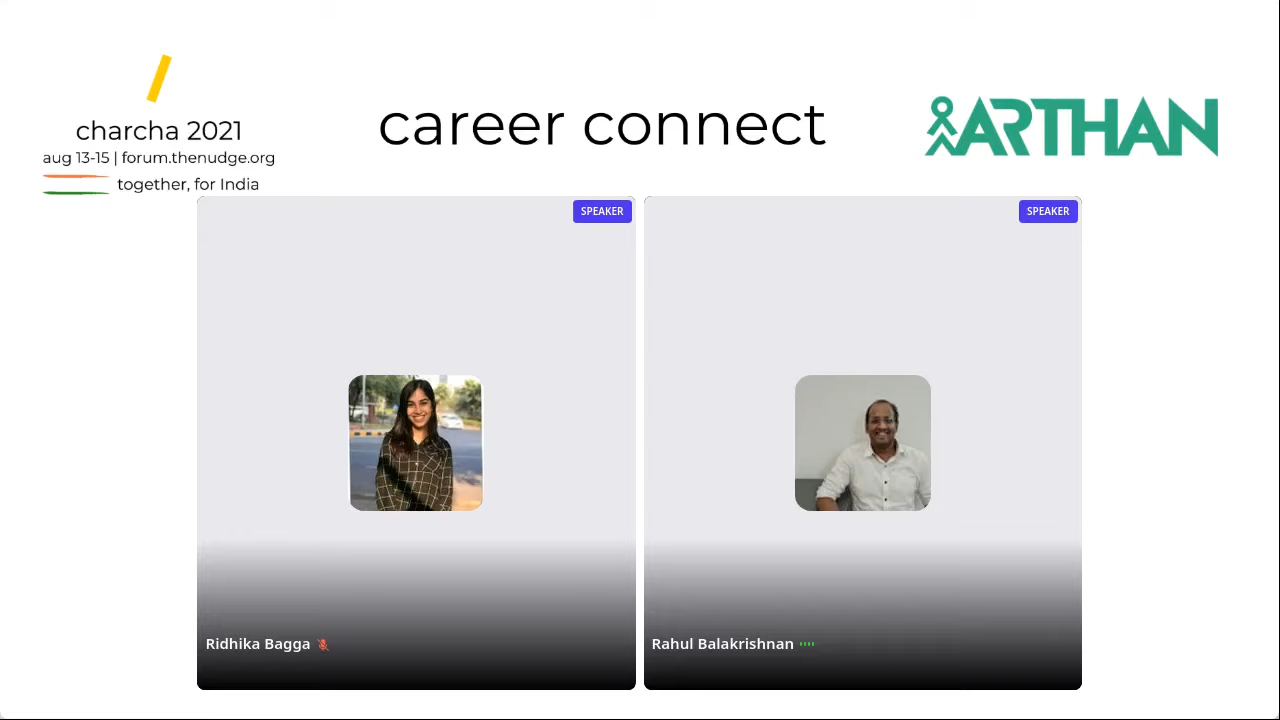 charcha 2021
aug 13-15 | forum.thenudge.org
together, for India
career connect
ARTHAN
SPEAKER
SPEAKER
Ridhika Bagga
Rahul Balakrishnan